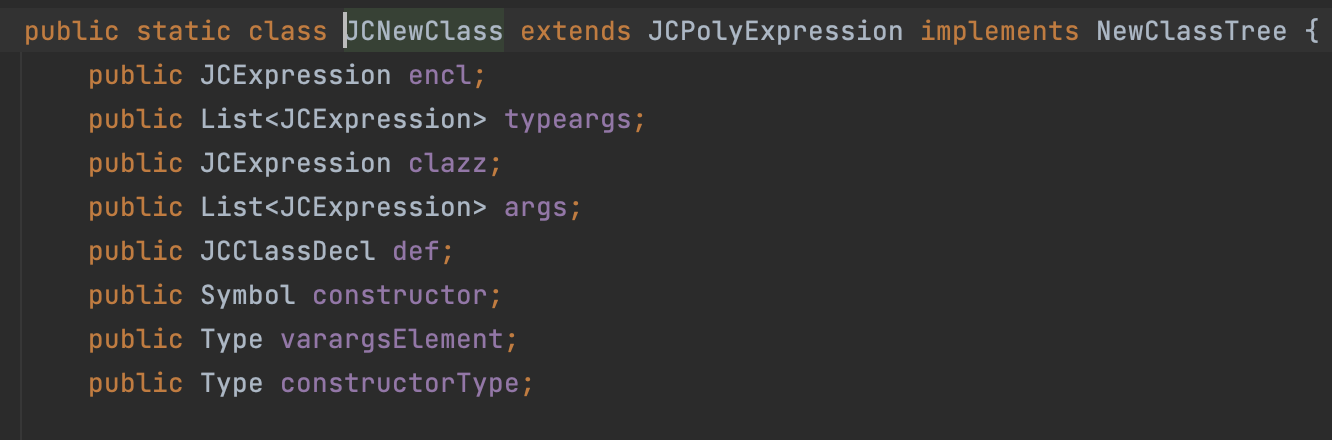 public static class JCNewClass extends JCPolyExpression implements NewClassTree {
    public JCExpression encl;
    public List<JCExpression> typeargs;
    public JCExpression clazz;
    public List<JCExpression> args;
    public JCClassDecl def;
    public Symbol constructor;
    public Type varargsElement;
    public Type constructorType;